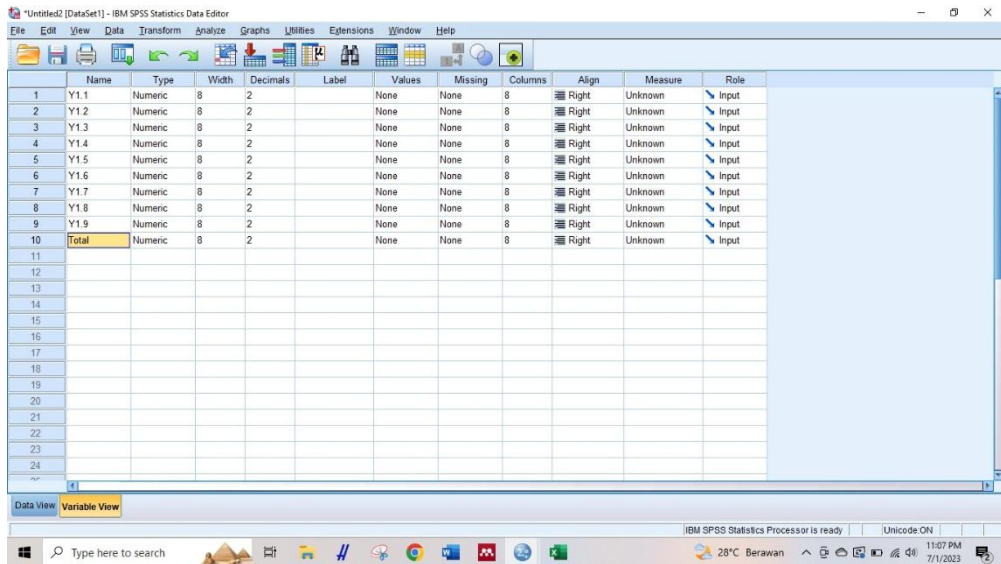 *Untitled2 [DataSet1] - IBM SPSS Statistics Data Editor
File Edit View Data Transform Analyze Graphs Utilities Extensions Window Help
Name Type Width Decimals Label Values Missing Columns Align Measure Role
1 Y1.1 Numeric 8 2 None None 8 Right Unknown Input
2 Y1.2 Numeric 8 2 None None 8 Right Unknown Input
3 Y1.3 Numeric 8 2 None None 8 Right Unknown Input
4 Y1.4 Numeric 8 2 None None 8 Right Unknown Input
5 Y1.5 Numeric 8 2 None None 8 Right Unknown Input
6 Y1.6 Numeric 8 2 None None 8 Right Unknown Input
7 Y1.7 Numeric 8 2 None None 8 Right Unknown Input
8 Y1.8 Numeric 8 2 None None 8 Right Unknown Input
9 Y1.9 Numeric 8 2 None None 8 Right Unknown Input
10 Total Numeric 8 2 None None 8 Right Unknown Input
11
12
13
14
15
16
17
18
19
20
21
22
23
24
Data View Variable View
IBM SPSS Statistics Processor is ready Unicode:ON
Type here to search 28°C Berawan 11:07 PM
7/1/2023